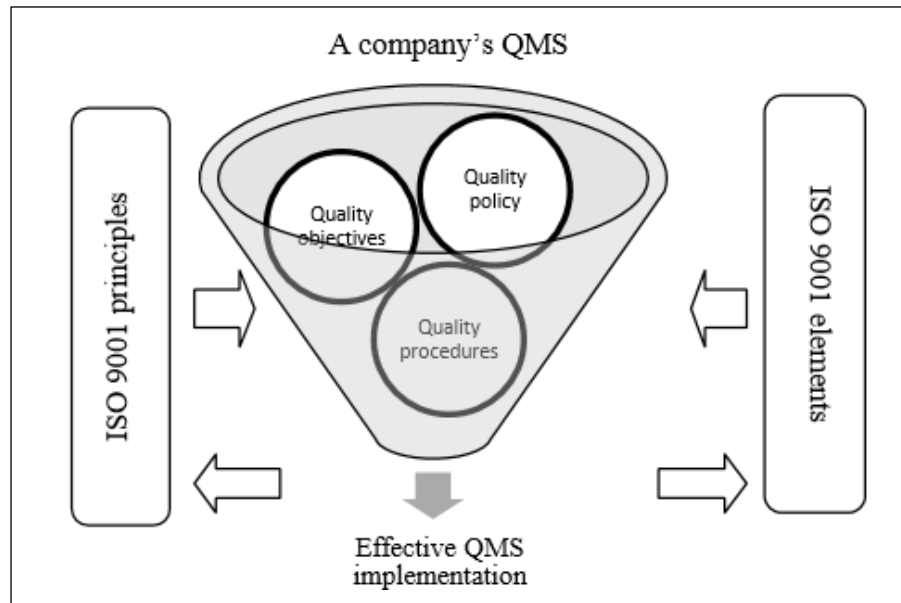 A company’s QMS
ISO 9001 principles
Quality
objectives
Quality
policy
Quality
procedures
ISO 9001 elements
Effective QMS
implementation